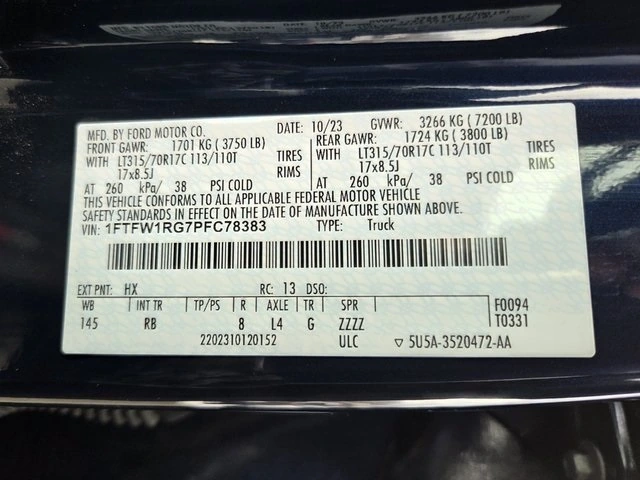 MFD. BY FORD MOTOR CO. DATE: 10/23 GVWR: 3266 KG ( 7200 LB)
FRONT GAWR: 1701 KG ( 3750 LB) REAR GAWR: 1724 KG ( 3800 LB)
WITH LT315/70R17C 113/110T TIRES WITH LT315/70R17C 113/110T TIRES
17x8.5J RIMS 17x8.5J RIMS
AT 260 kPa/ 38 PSI COLD AT 260 kPa/ 38 PSI COLD
THIS VEHICLE CONFORMS TO ALL APPLICABLE FEDERAL MOTOR VEHICLE
SAFETY STANDARDS IN EFFECT ON THE DATE OF MANUFACTURE SHOWN ABOVE.
VIN: 1FTFW1RG7PFC78383 TYPE: Truck
EXT PNT: HX RC: 13 DSO:
WB INT TR TP/PS R AXLE TR SPR F0094
145 RB 8 L4 G ZZZZ T0331
2202310120152 ULC ▽ 5U5A-3520472-AA